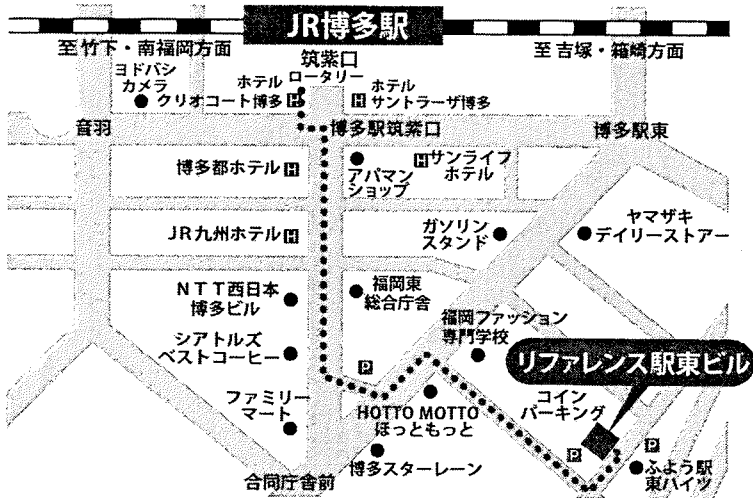 JR博多駅
至竹下・南福岡方面
筑紫口
ロータリー
至吉塚・箱崎方面
ヨドバシ
カメラ
ホテル
クリオコート博多 H
H ホテル
サントラーザ博多
音羽
博多駅筑紫口
博多駅東
博多都ホテル H
アパマン
ショップ
H サンライフ
ホテル
JR九州ホテル H
ガソリン
スタンド
ヤマザキ
デイリーストアー
NTT西日本
博多ビル
福岡東
総合庁舎
福岡ファッション
専門学校
シアトルズ
ベストコーヒー
P
リファレンス駅東ビル
ファミリー
マート
HOTTO MOTTO
ほっともっと
コイン
パーキング
P
P
博多スターレーン
ふよう駅
東ハイツ
合同庁舎前